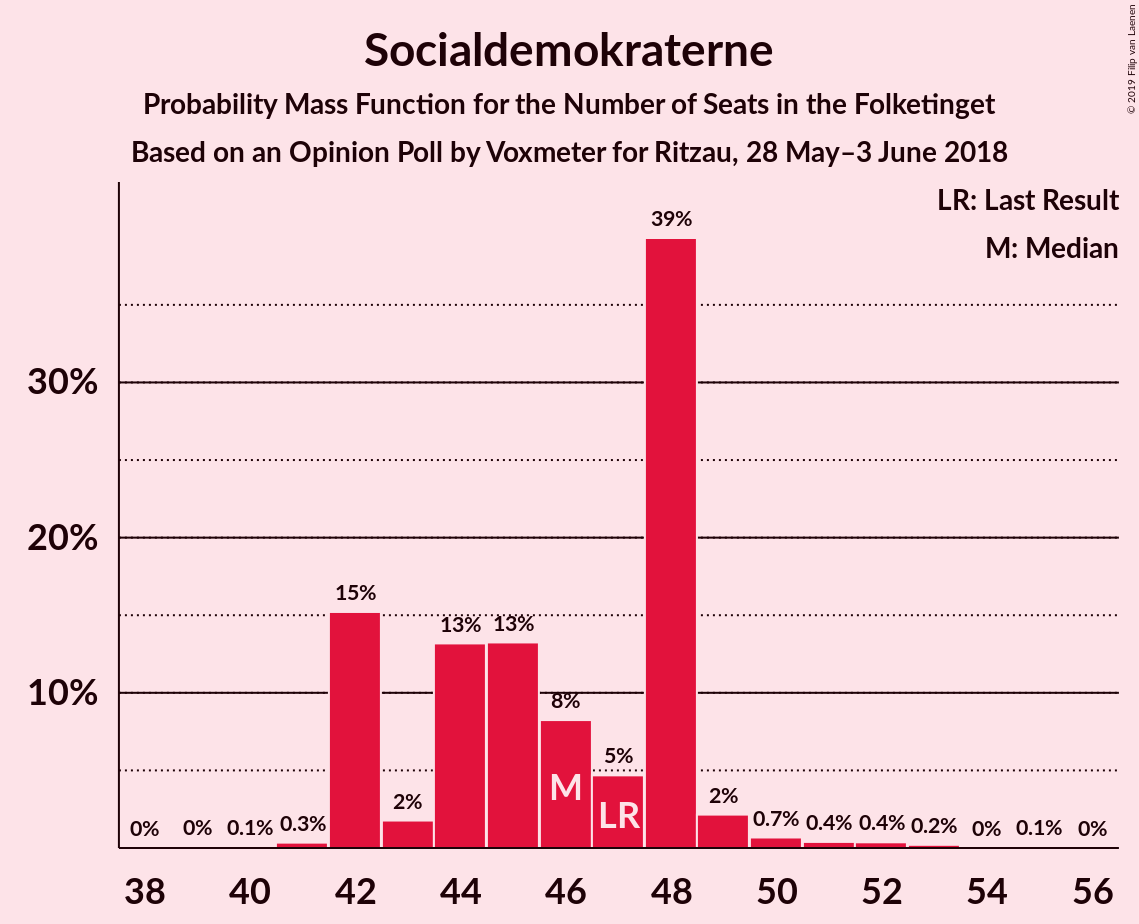 Socialdemokraterne
Probability Mass Function for the Number of Seats in the Folketinget
Based on an Opinion Poll by Voxmeter for Ritzau, 28 May–3 June 2018
© 2019 Filip van Laenen
LR: Last Result
M: Median
30%
20%
10%
0%
0%
0.1%
0.3%
15%
2%
13%
13%
8%
5%
39%
2%
0.7%
0.4%
0.4%
0.2%
0%
0.1%
0%
M
LR
38 40 42 44 46 48 50 52 54 56